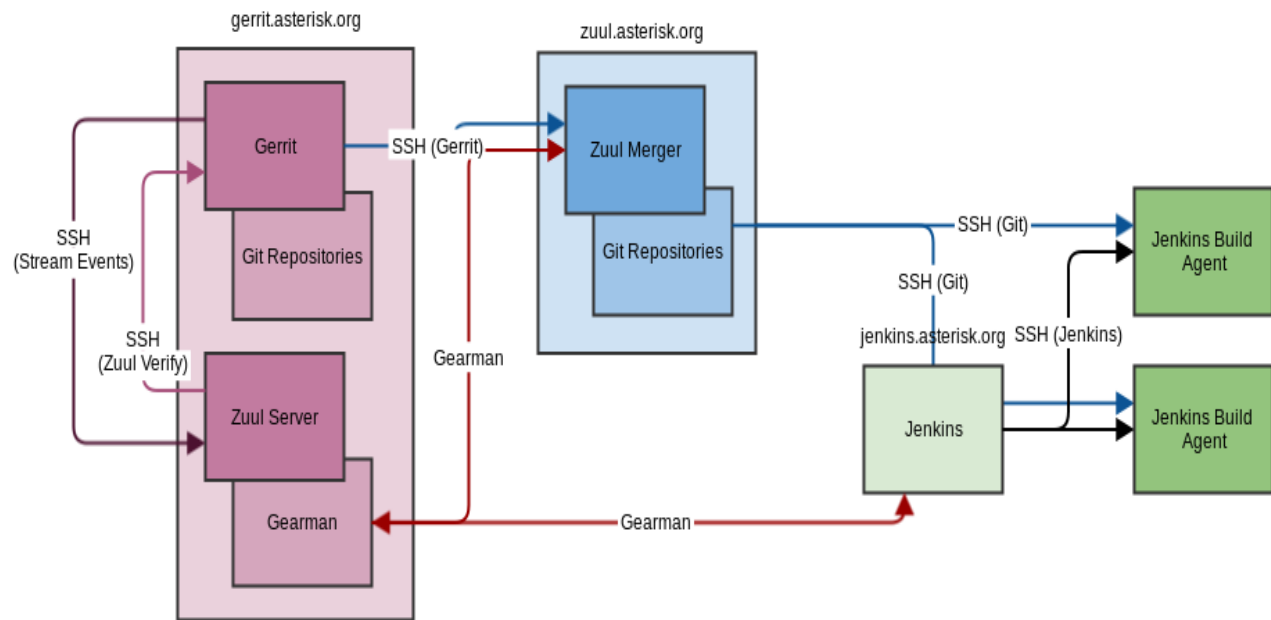 gerrit.asterisk.org
zuul.asterisk.org
Gerrit
SSH (Gerrit)
Zuul Merger
Git Repositories
Git Repositories
SSH
(Stream Events)
SSH (Git)
Jenkins Build
Agent
SSH (Git)
SSH
(Zuul Verify)
Gearman
jenkins.asterisk.org
SSH (Jenkins)
Zuul Server
Jenkins
Jenkins Build
Agent
Gearman
Gearman